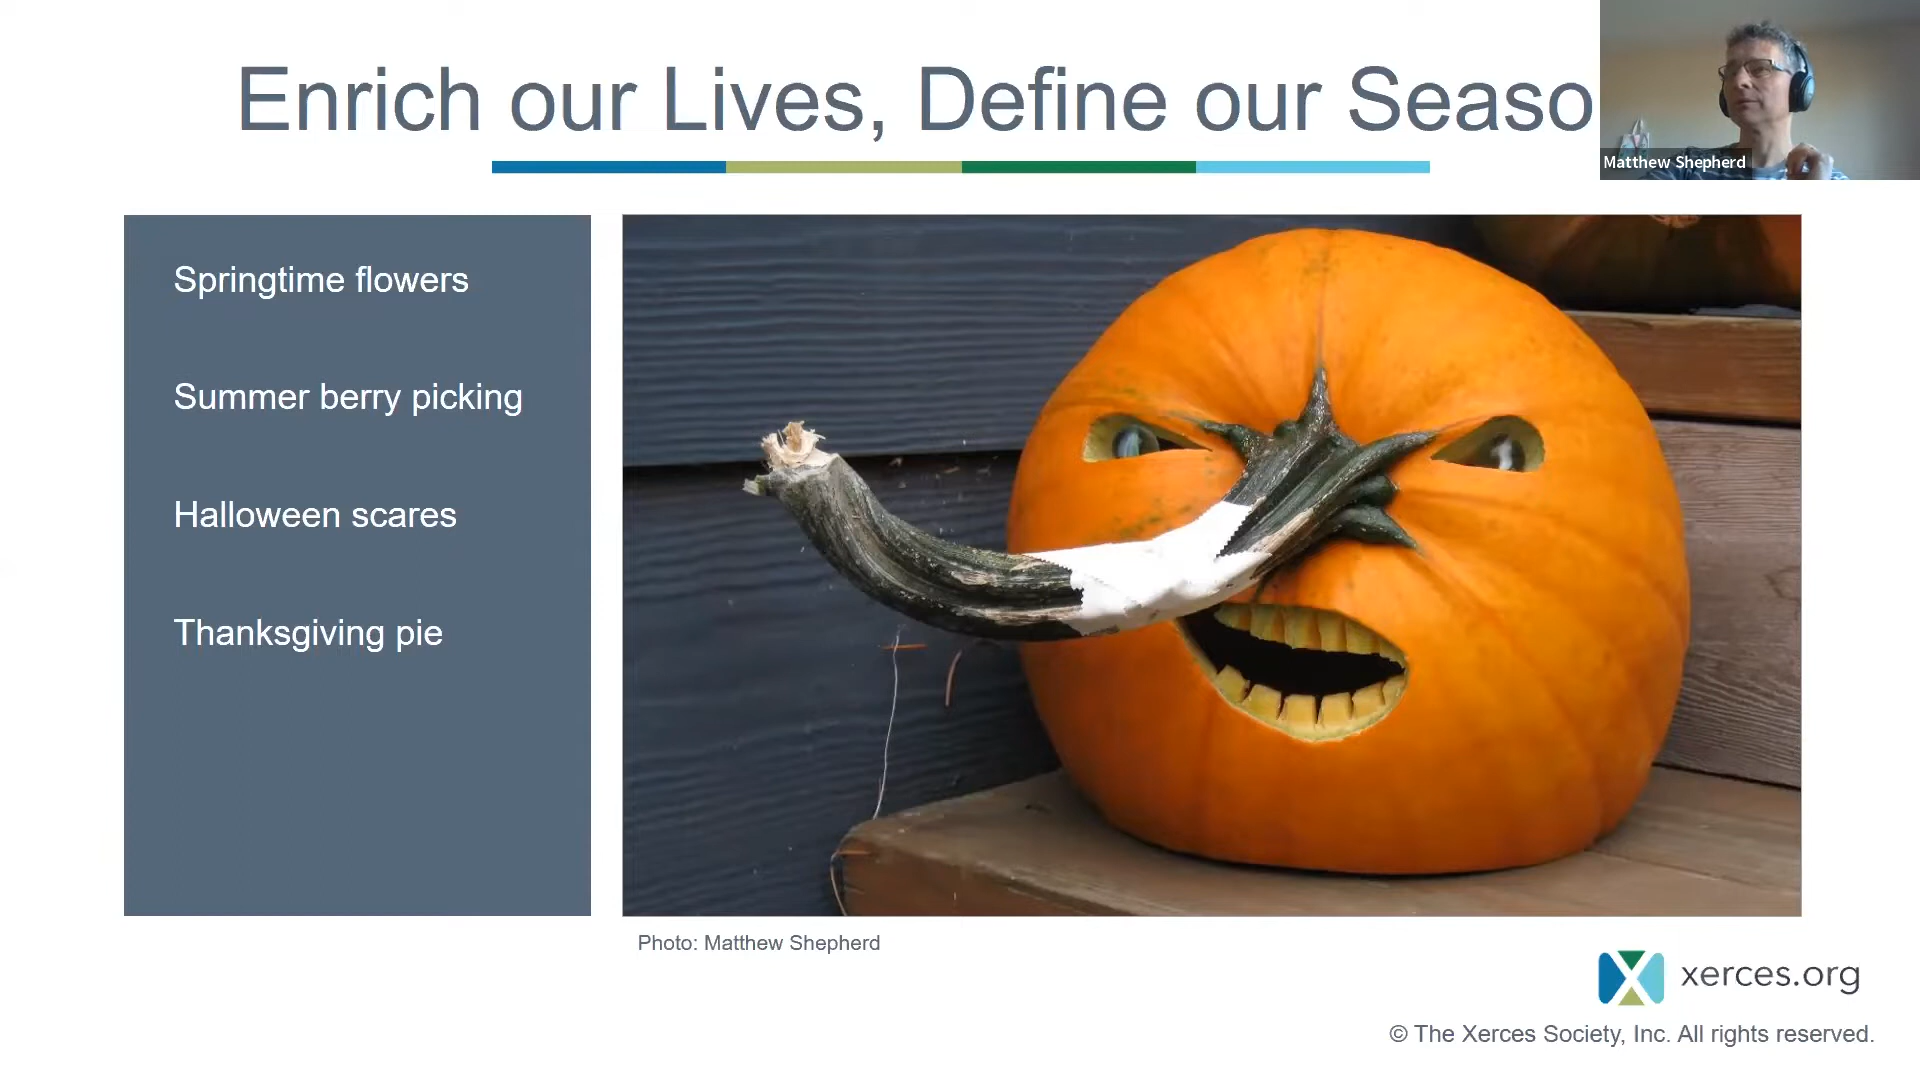 Enrich our Lives, Define our Seaso
Matthew Shepherd
Springtime flowers
Summer berry picking
Halloween scares
Thanksgiving pie
Photo: Matthew Shepherd
xerces.org
© The Xerces Society, Inc. All rights reserved.